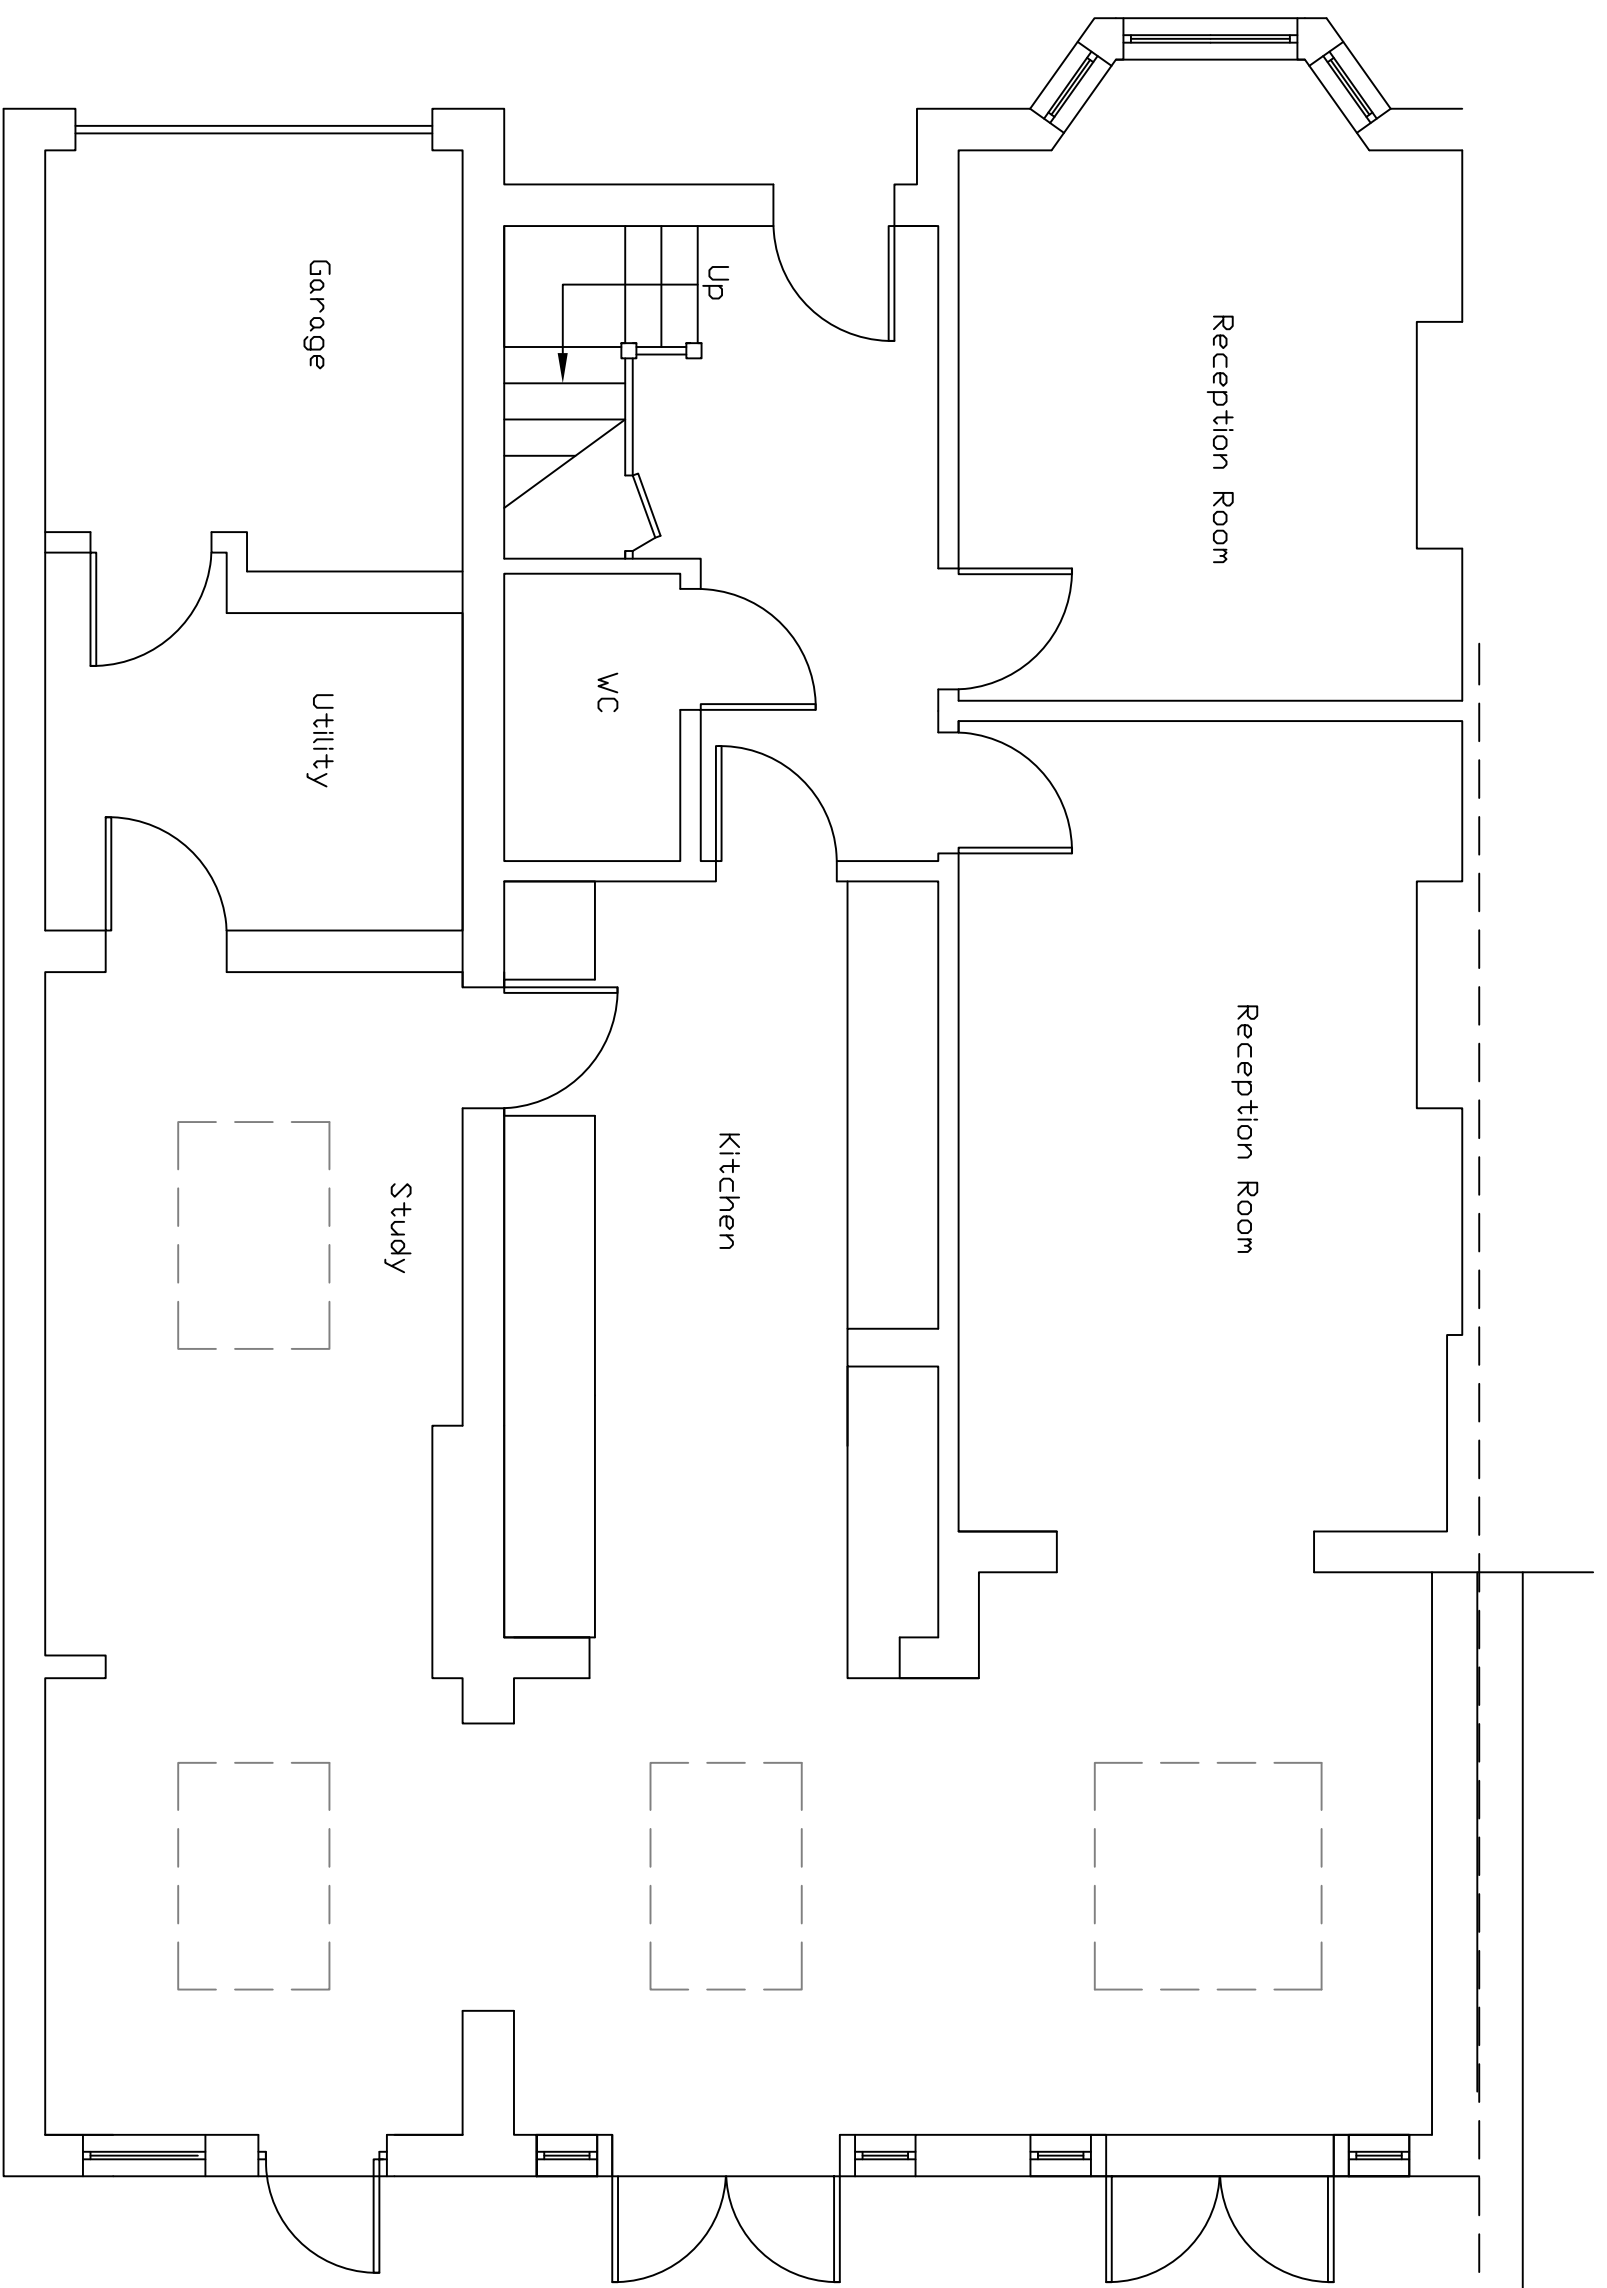 Reception Room
Up
Garage
Reception Room
Kitchen
WC
Utility
Study